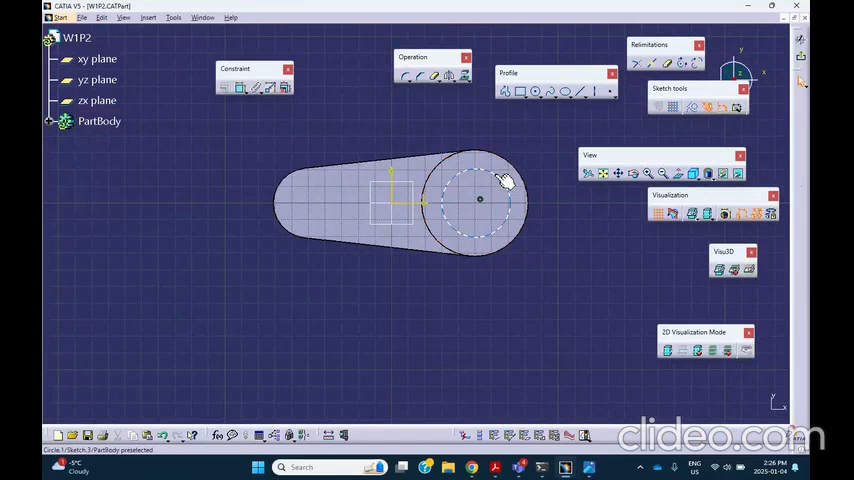 CATIA V5 - [W1P2.CATPart]
Start File Edit View Insert Tools Window Help
W1P2
xy plane
yz plane
zx plane
PartBody
Constraint
Operation
Profile
Relimitations
Sketch tools
View
Visualization
Visu3D
2D Visualization Mode
y
x
z
y
x
f(x)
clideo.com
Circle.1/Sketch.3/PartBody preselected
-5°C
Cloudy
Search
ENG
US
2:26 PM
2025-01-04